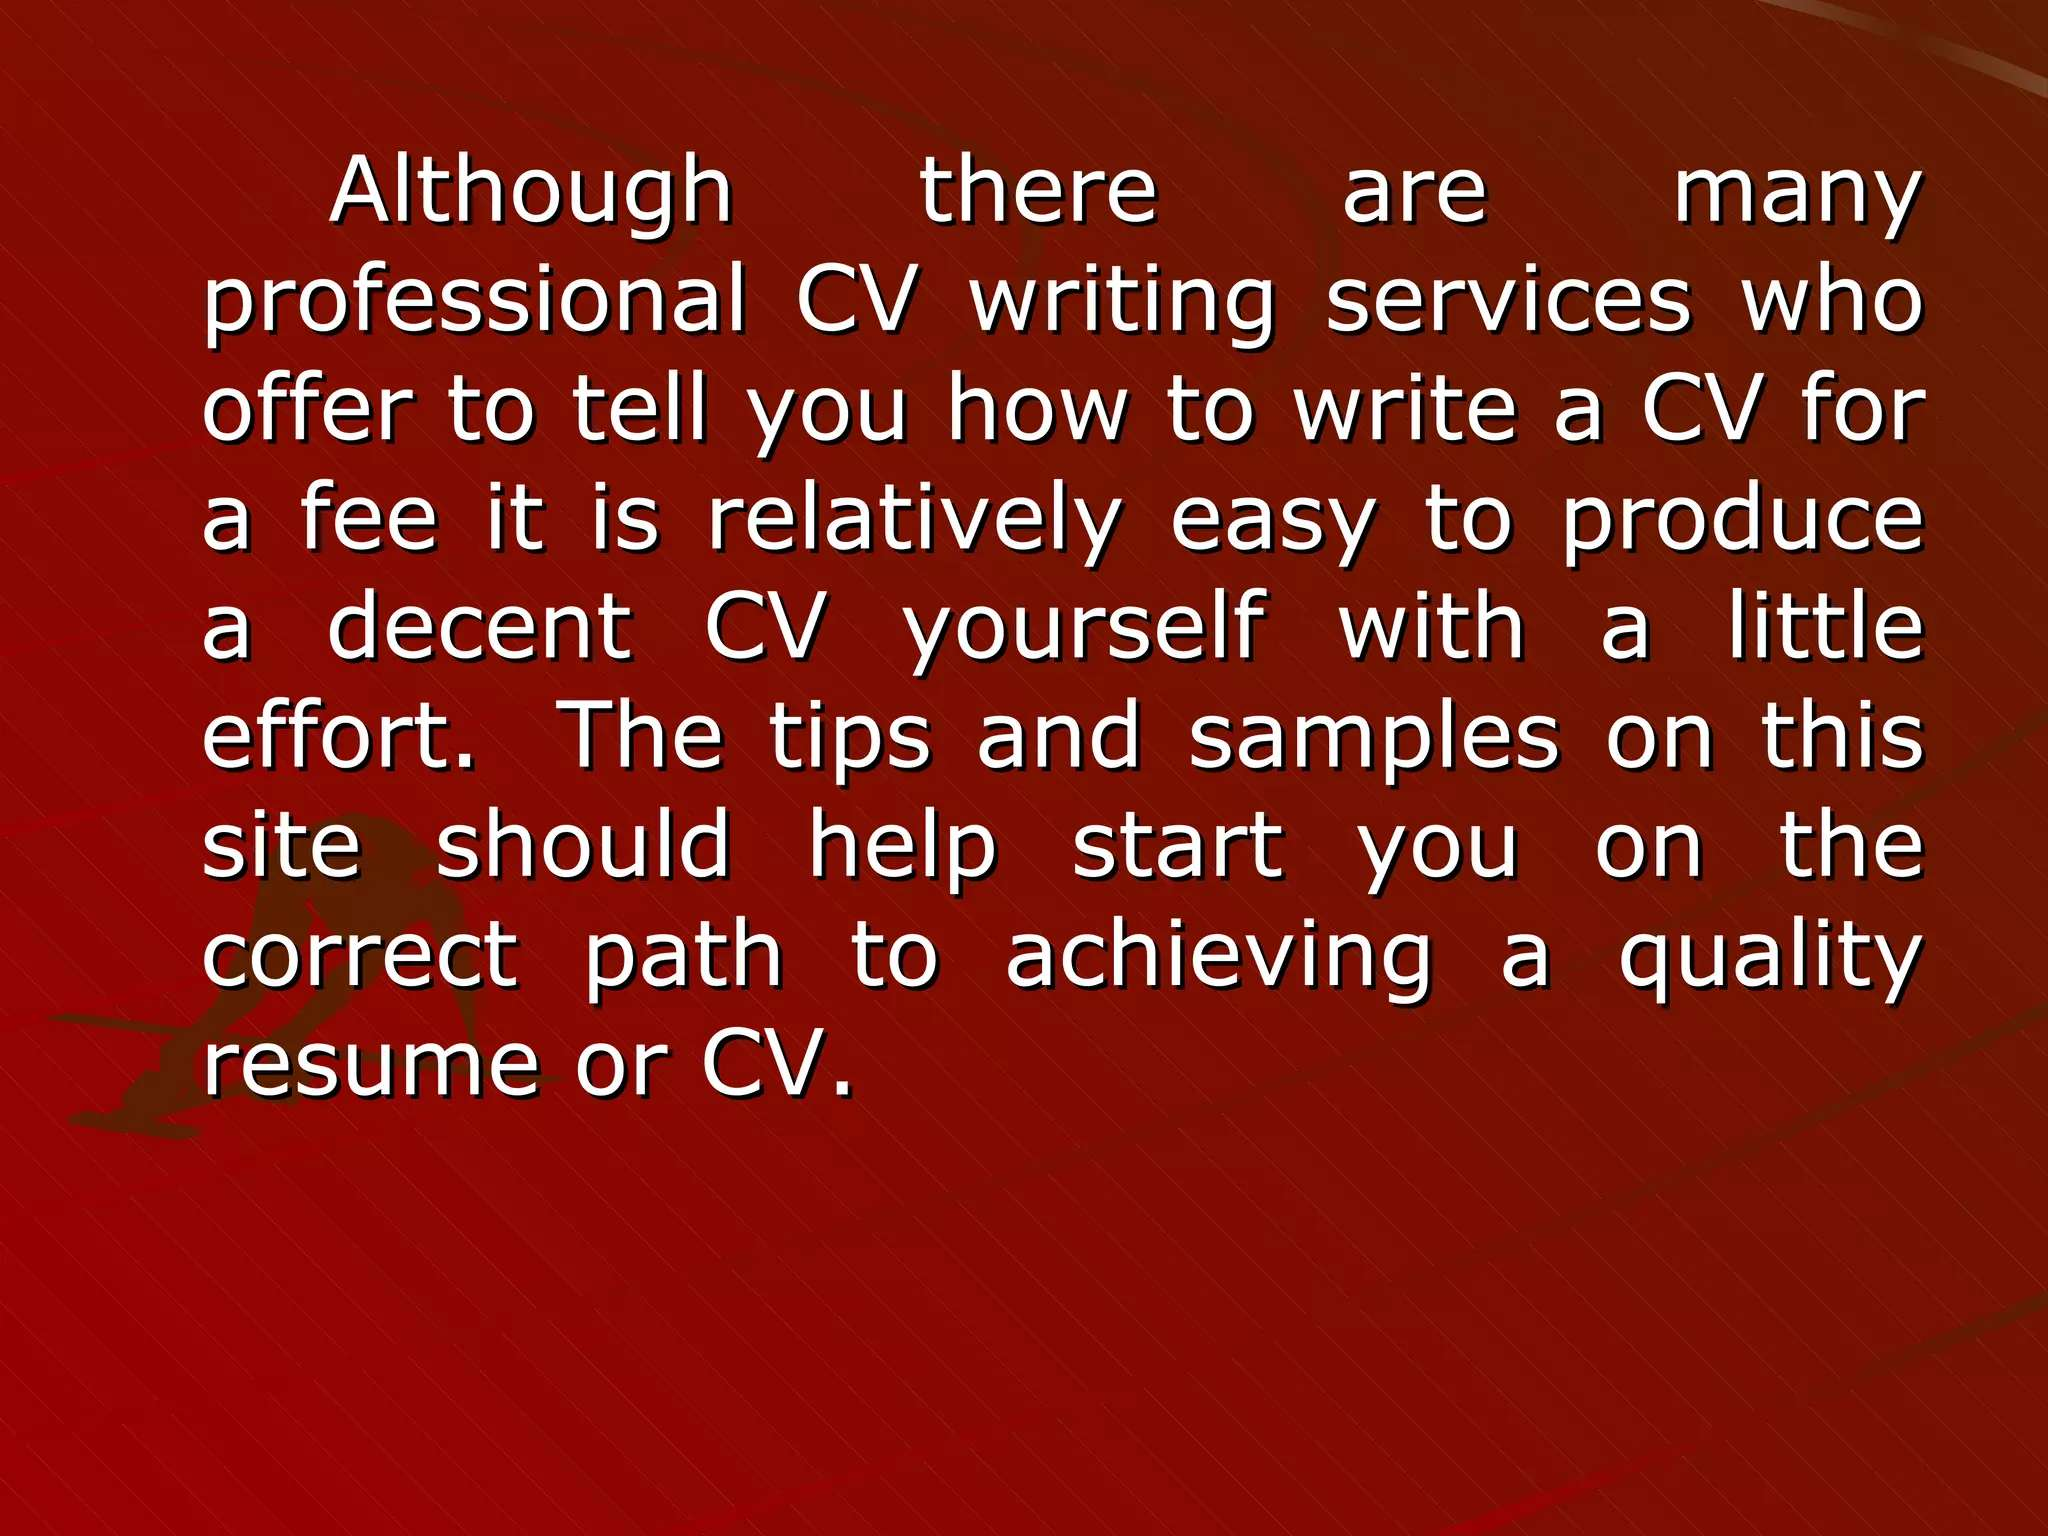 Although there are many
professional CV writing services who
offer to tell you how to write a CV for
a fee it is relatively easy to produce
a decent CV yourself with a little
effort. The tips and samples on this
site should help start you on the
correct path to achieving a quality
resume or CV.